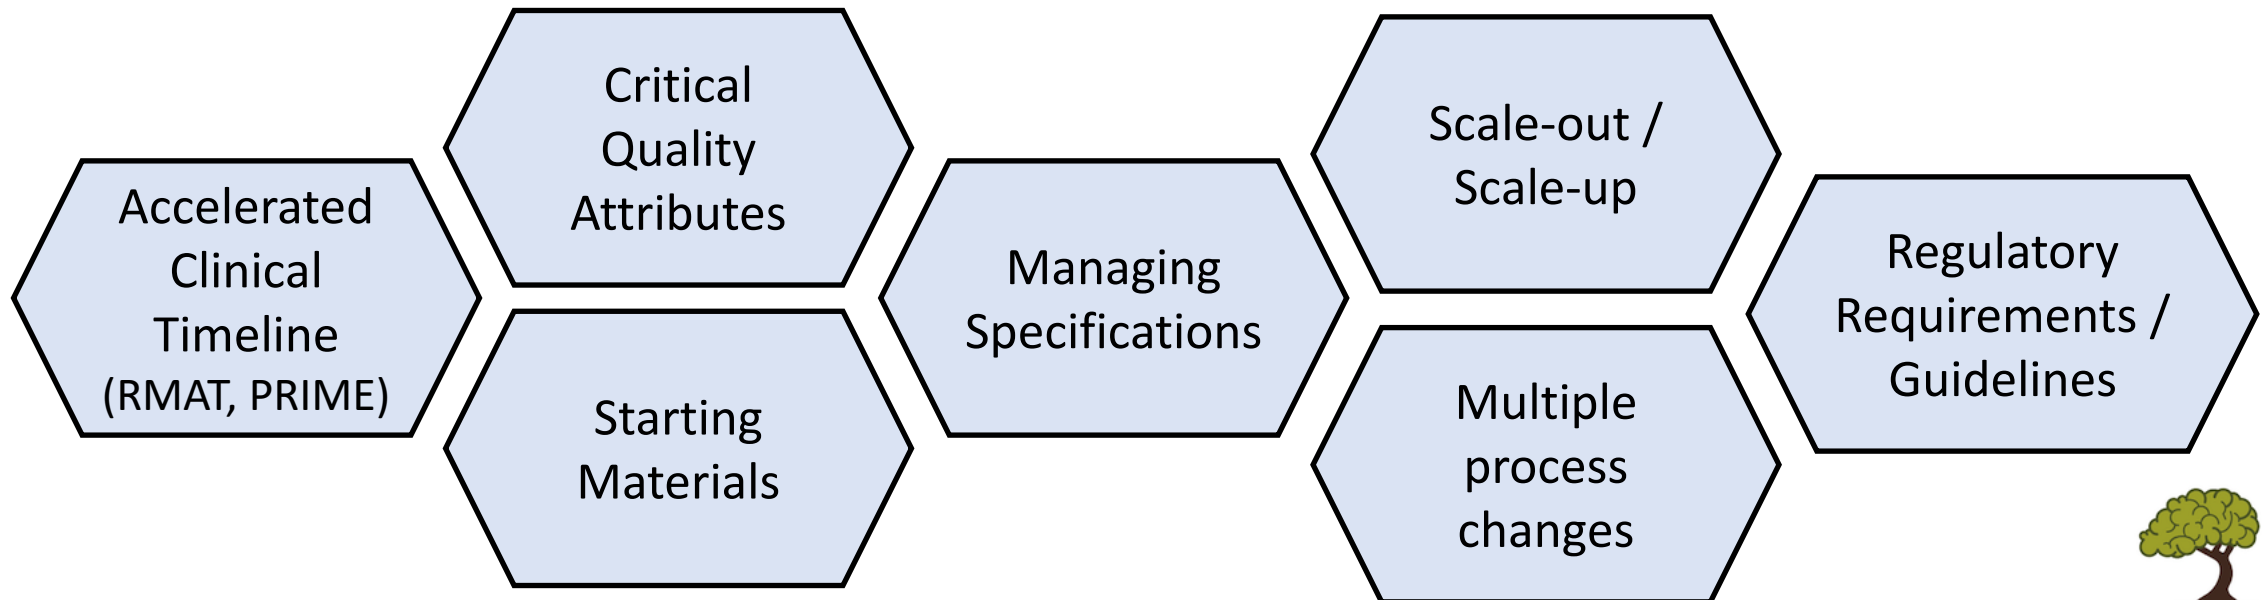 Accelerated
Clinical
Timeline
(RMAT, PRIME)
Critical
Quality
Attributes
Starting
Materials
Managing
Specifications
Scale-out /
Scale-up
Multiple
process
changes
Regulatory
Requirements /
Guidelines